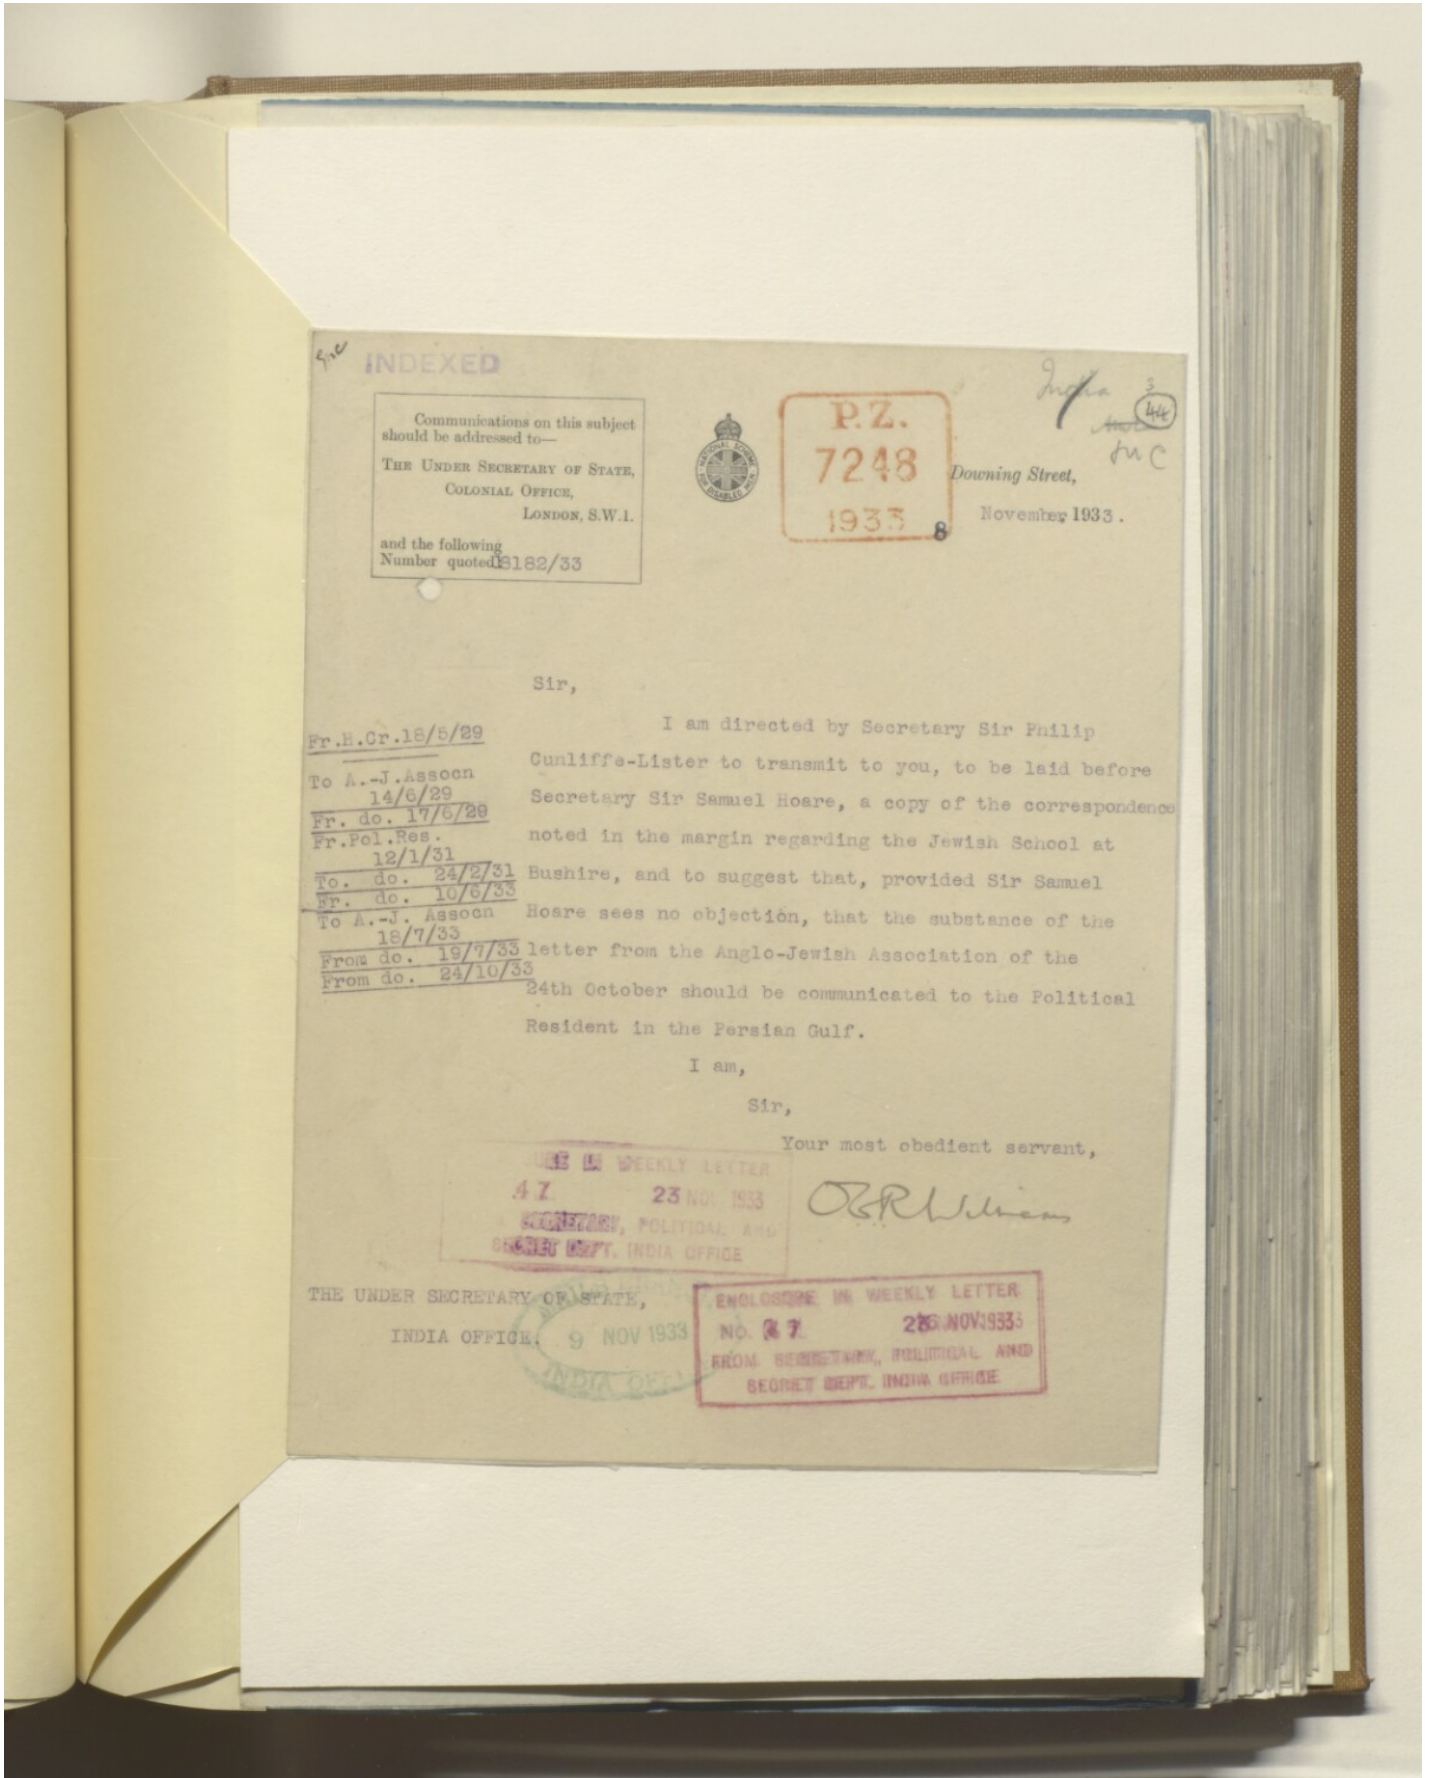 Enc
INDEXED
India
44
Communications on this subject
should be addressed to—
THE UNDER SECRETARY OF STATE,
COLONIAL OFFICE,
LONDON, S.W.1.
and the following
Number quoted: 18182/33
NATIONAL SCHEME
FOR DISABLED MEN
P.Z.
7248
1933
Downing Street,
8 November, 1933.
Sir,
I am directed by Secretary Sir Philip
Cunliffe-Lister to transmit to you, to be laid before
Secretary Sir Samuel Hoare, a copy of the correspondence
noted in the margin regarding the Jewish School at
Bushire, and to suggest that, provided Sir Samuel
Hoare sees no objection, that the substance of the
letter from the Anglo-Jewish Association of the
24th October should be communicated to the Political
Resident in the Persian Gulf.
Fr.H.Cr.18/5/29
To A.-J.Assocn
14/6/29
Fr. do. 17/6/29
Fr.Pol.Res.
12/1/31
To. do. 24/2/31
Fr. do. 10/6/33
To A.-J. Assocn
18/7/33
From do. 19/7/33
From do. 24/10/33
I am,
Sir,
Your most obedient servant,
WEEKLY LETTER
47 23 NOV 1933
SECRETARY, POLITICAL AND
SECRET DEPT. INDIA OFFICE
THE UNDER SECRETARY OF STATE,
INDIA OFFICE.
9 NOV 1933
INDIA OFFI
ENCLOSURE IN WEEKLY LETTER
NO. 47 23 NOV. 1933
FROM SECRETARY, POLITICAL AND
SECRET DEPT. INDIA OFFICE